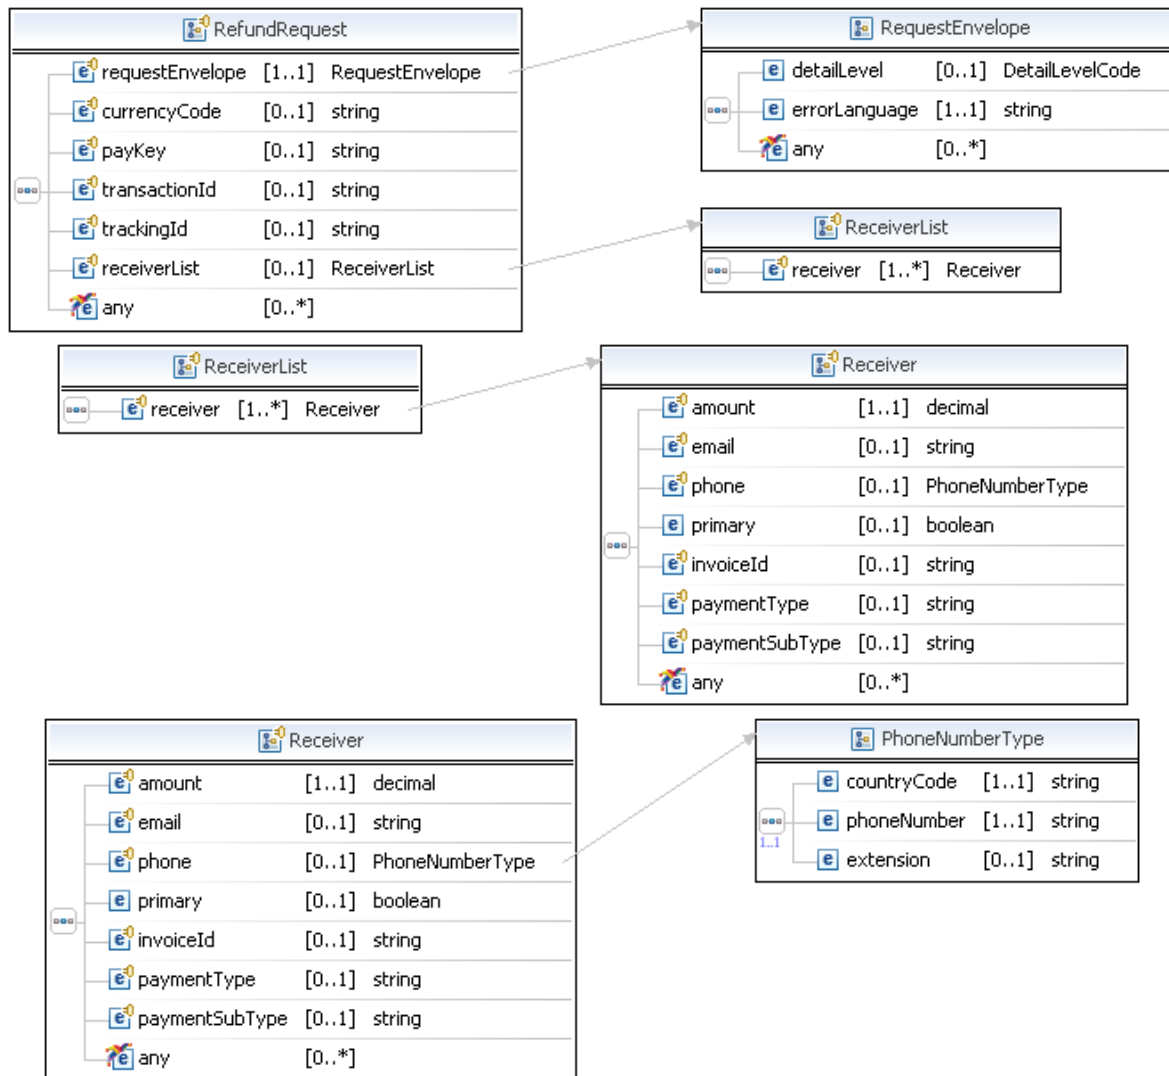 RefundRequest
requestEnvelope [1..1] RequestEnvelope
currencyCode [0..1] string
payKey [0..1] string
transactionId [0..1] string
trackingId [0..1] string
receiverList [0..1] ReceiverList
any [0..*]
RequestEnvelope
detailLevel [0..1] DetailLevelCode
errorLanguage [1..1] string
any [0..*]
ReceiverList
receiver [1..*] Receiver
ReceiverList
receiver [1..*] Receiver
Receiver
amount [1..1] decimal
email [0..1] string
phone [0..1] PhoneNumberType
primary [0..1] boolean
invoiceId [0..1] string
paymentType [0..1] string
paymentSubType [0..1] string
any [0..*]
Receiver
amount [1..1] decimal
email [0..1] string
phone [0..1] PhoneNumberType
primary [0..1] boolean
invoiceId [0..1] string
paymentType [0..1] string
paymentSubType [0..1] string
any [0..*]
PhoneNumberType
countryCode [1..1] string
phoneNumber [1..1] string
extension [0..1] string
1..1